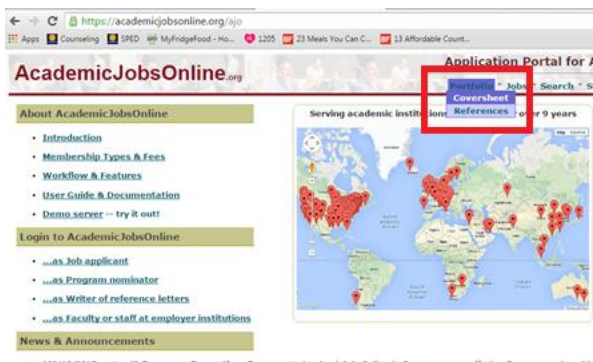 https://academicjobsonline.org/ajo
Apps Counseling SPED MyFridgeFood - Ho... 1205 23 Meals You Can C... 13 Affordable Count...
AcademicJobsOnline.org
Application Portal for A
Portfolio Jobs Search S
Coversheet
References
About AcademicJobsOnline
Introduction
Membership Types & Fees
Workflow & Features
User Guide & Documentation
Demo server -- try it out!
Login to AcademicJobsOnline
...as Job applicant
...as Program nominator
...as Writer of reference letters
...as Faculty or staff at employer institutions
News & Announcements
Serving academic institutions over 9 years